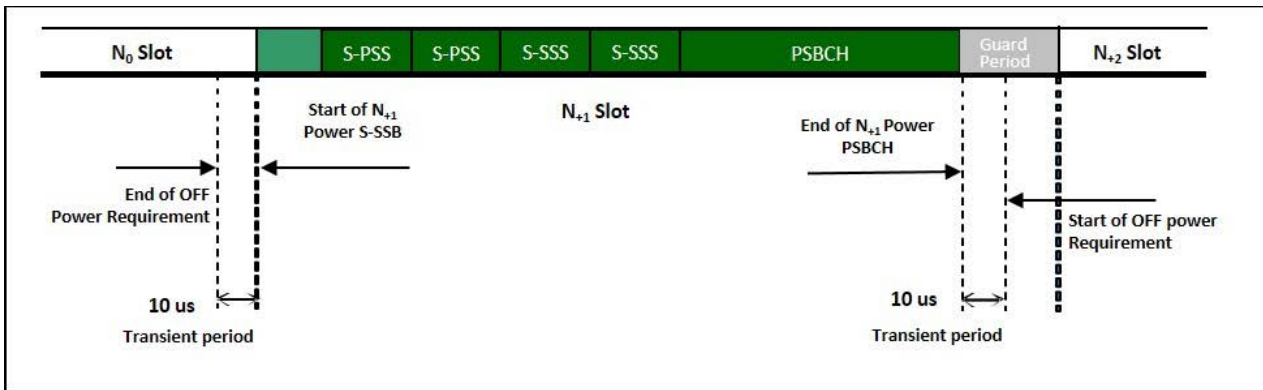 N₀ Slot
S-PSS
S-PSS
S-SSS
S-SSS
PSBCH
Guard
Period
N₊₂ Slot
Start of N₊₁
Power S-SSB
N₊₁ Slot
End of N₊₁ Power
PSBCH
End of OFF
Power Requirement
Start of OFF power
Requirement
10 us
Transient period
10 us
Transient period